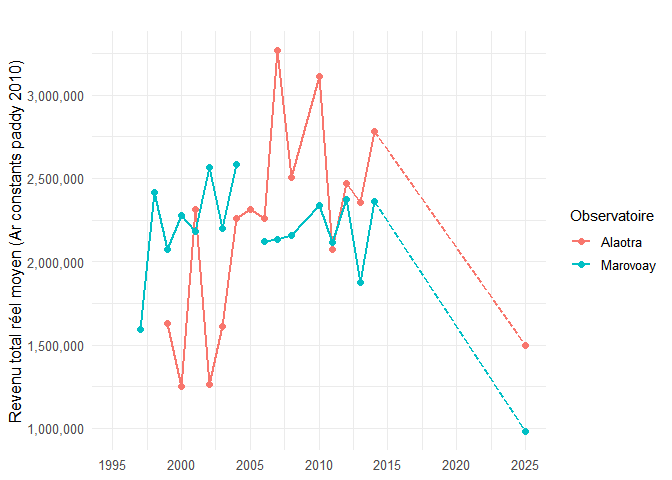 Revenu total réel moyen (Ar constants paddy 2010)
3,000,000
2,500,000
2,000,000
1,500,000
1,000,000
1995 2000 2005 2010 2015 2020 2025
Observatoire
Alaotra
Marovoay